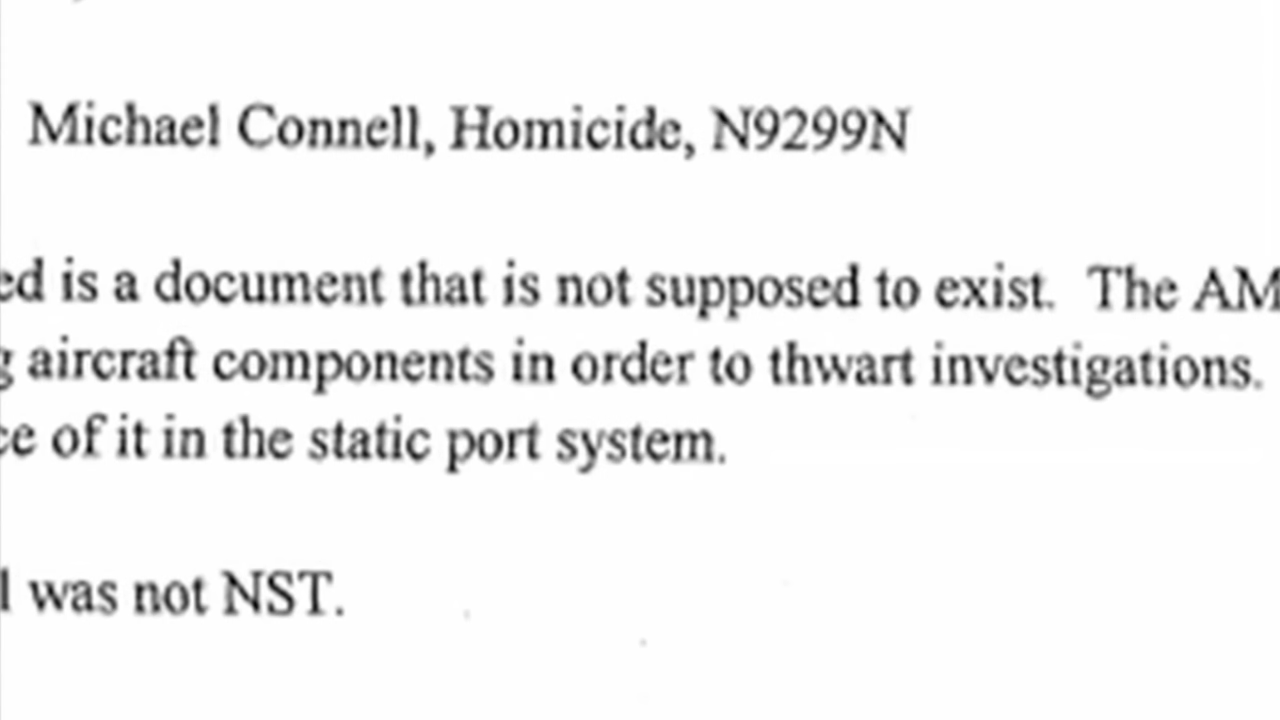 Michael Connell, Homicide, N9299N
ed is a document that is not supposed to exist. The AM
g aircraft components in order to thwart investigations.
ce of it in the static port system.
l was not NST.